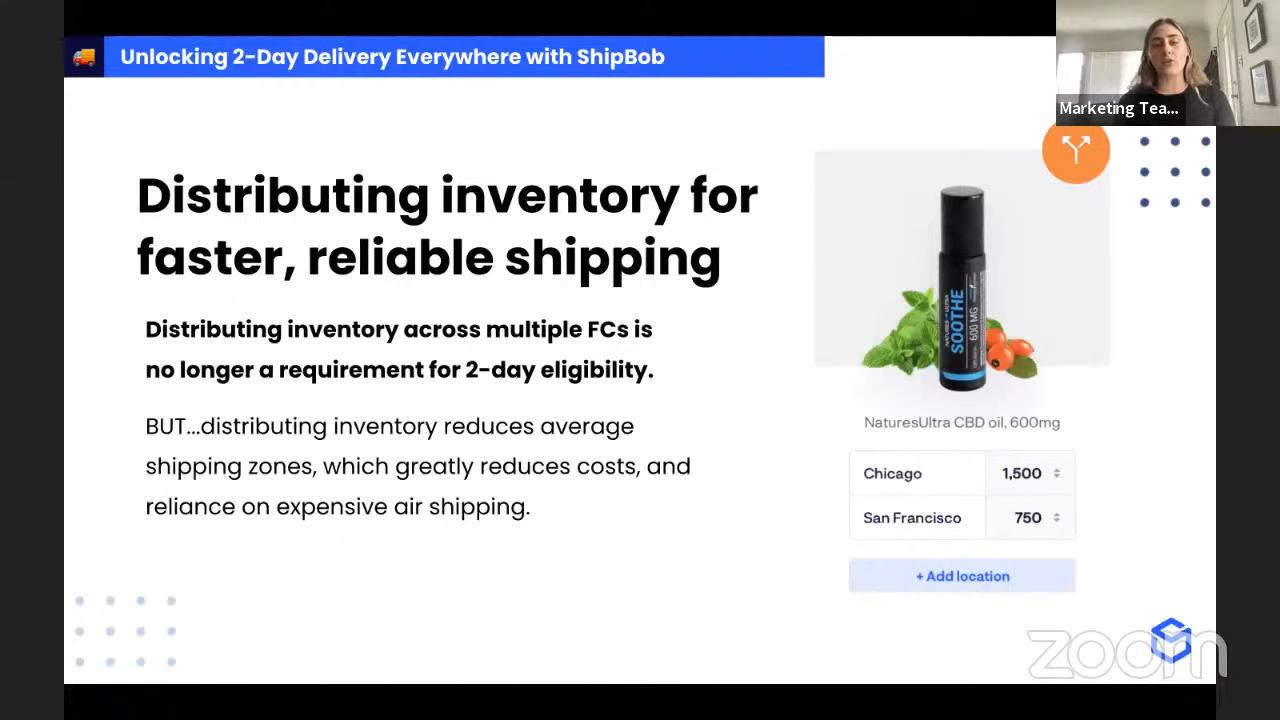 Unlocking 2-Day Delivery Everywhere with ShipBob
Marketing Tea...
Distributing inventory for
faster, reliable shipping
Distributing inventory across multiple FCs is
no longer a requirement for 2-day eligibility.
BUT...distributing inventory reduces average
shipping zones, which greatly reduces costs, and
reliance on expensive air shipping.
NATURES ULTRA
SOOTHE
600 MG
NaturesUltra CBD oil, 600mg
Chicago 1,500
San Francisco 750
+ Add location
zoom